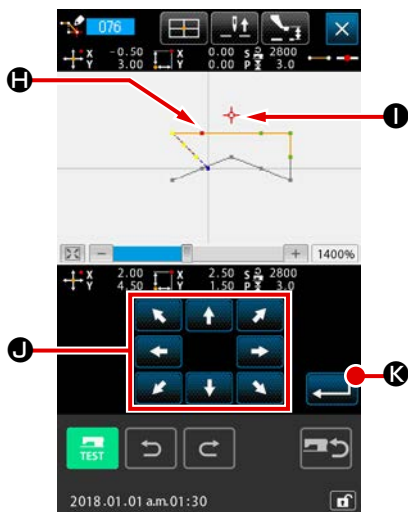 076
X -0.50 X 0.00 S 2800
Y 3.00 Y 0.00 P 3.0
H
I
1400%
X 2.00 X 2.50 S 2800
Y 4.50 Y 1.50 P 3.0
J
K
TEST
2018.01.01 a.m.01:30